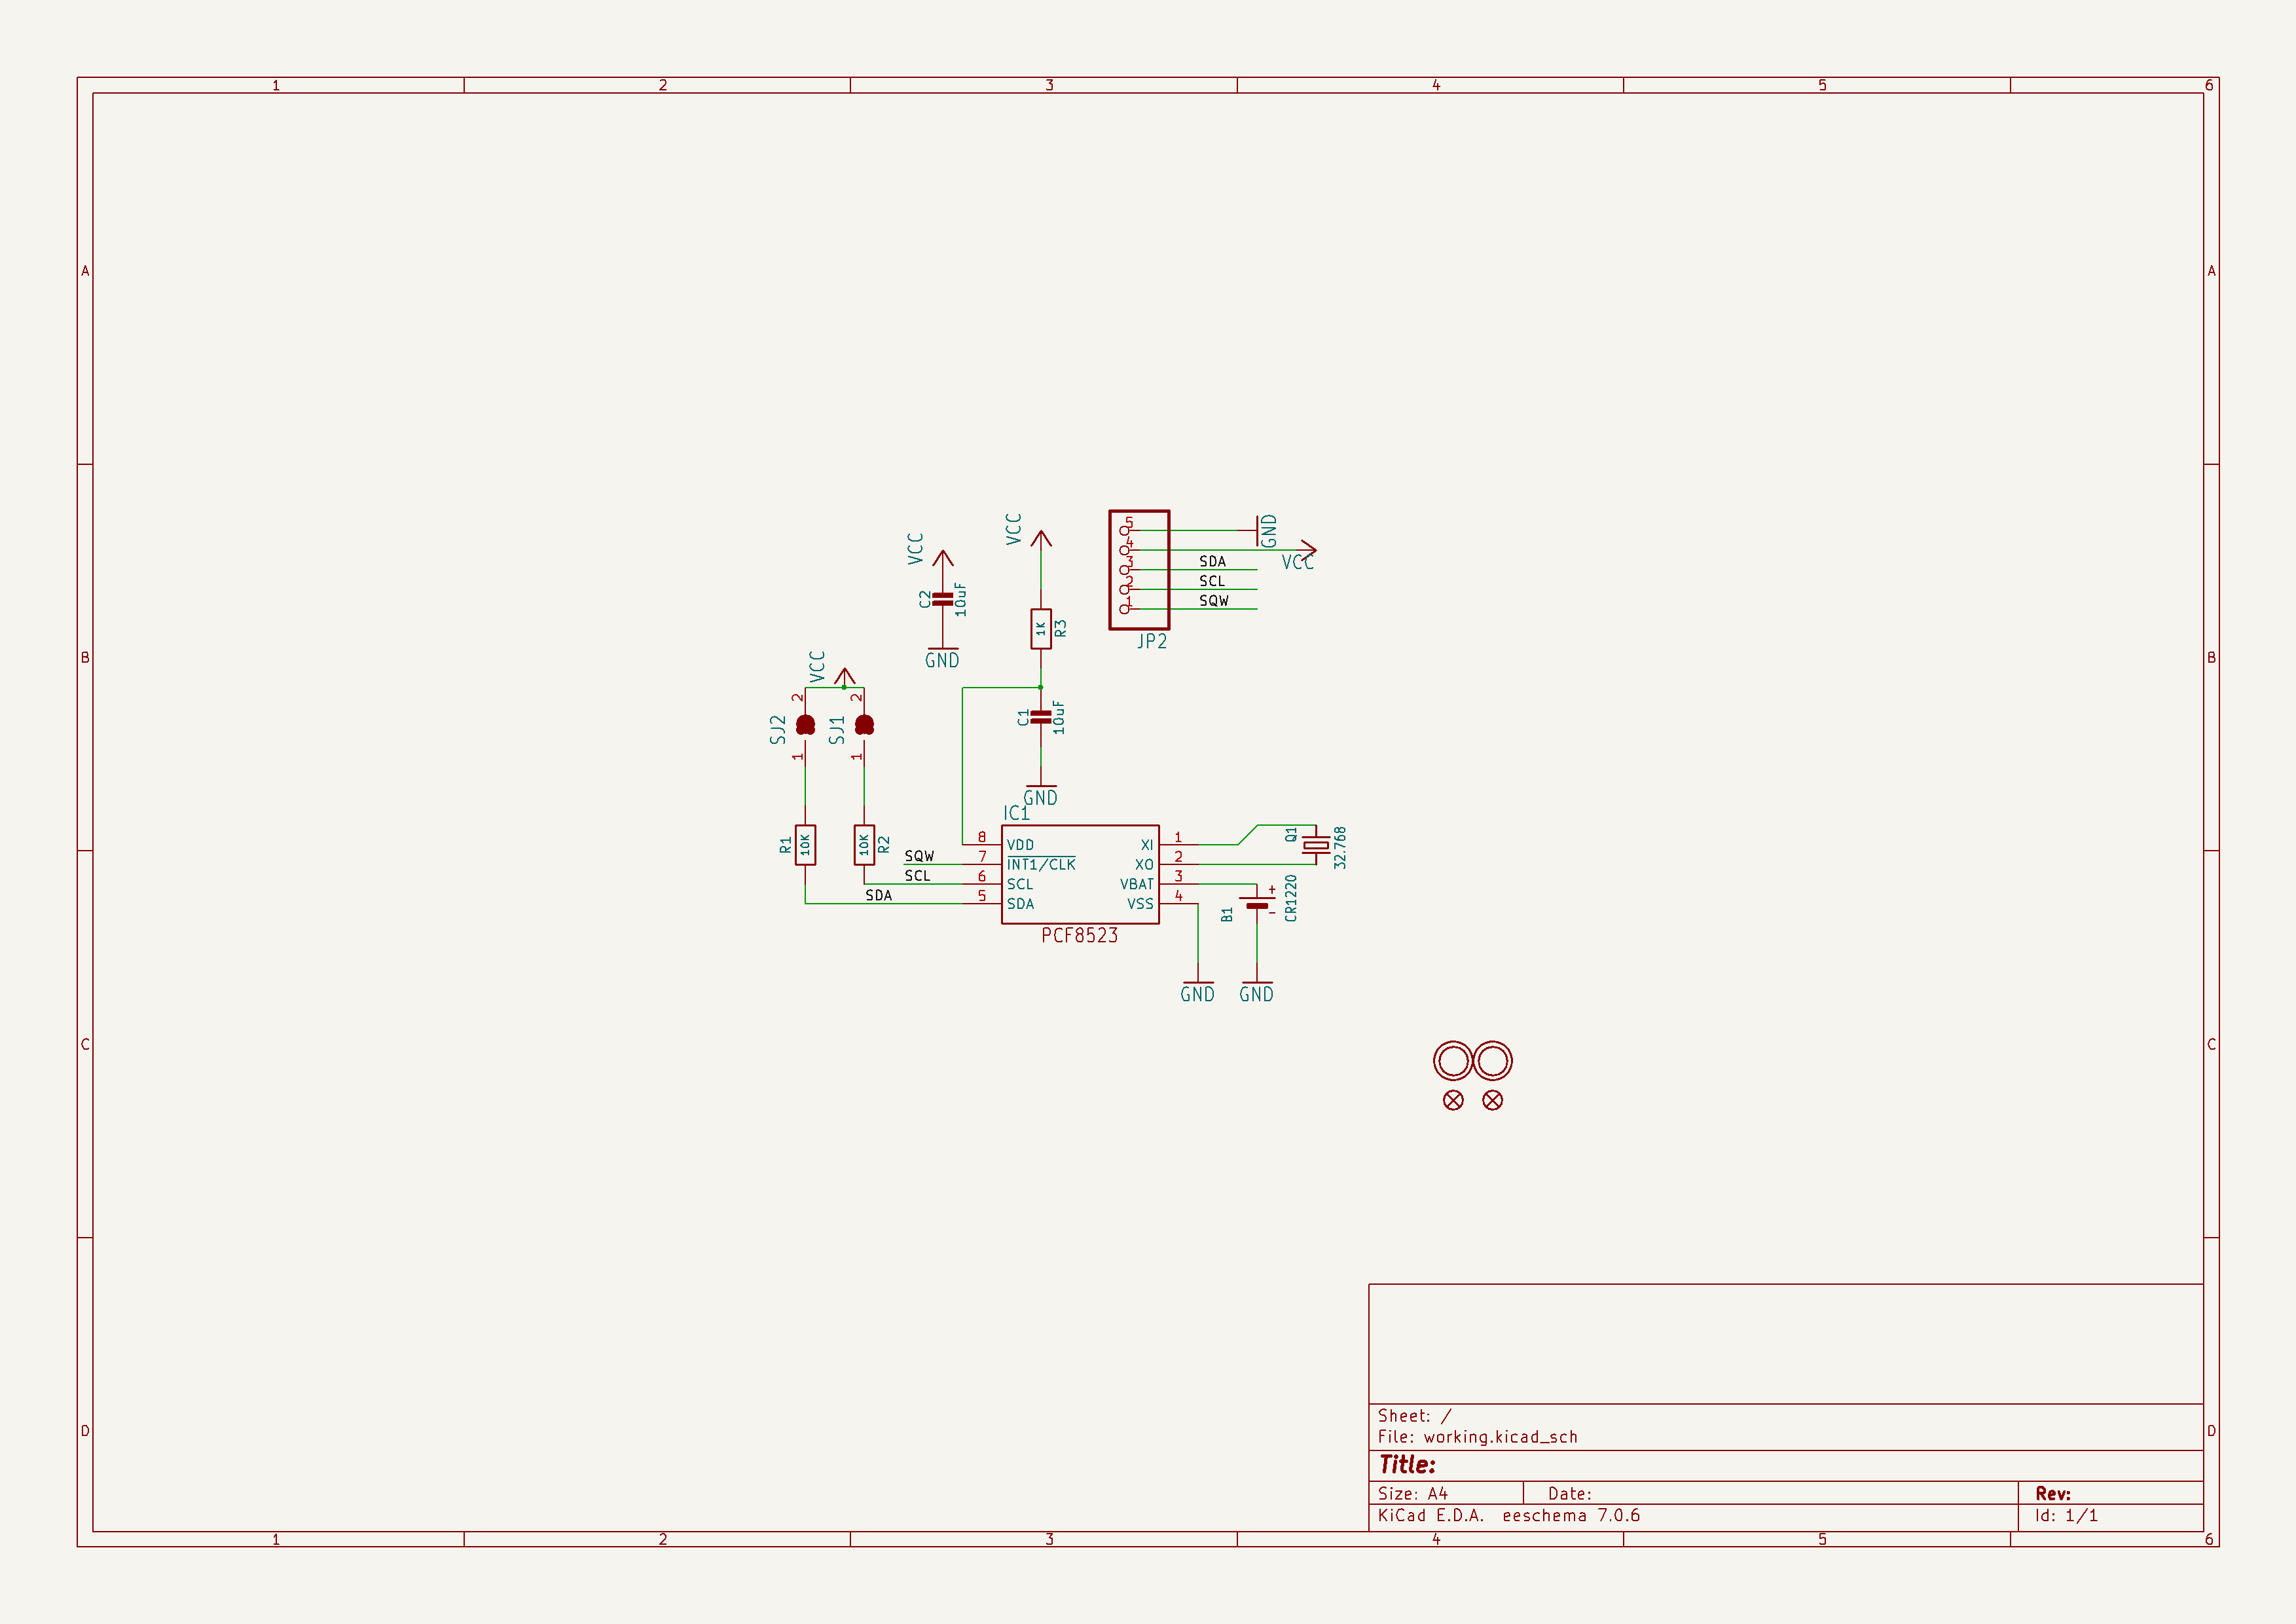 1 2 3 4 5 6
A A
B B
C C
D D
VCC
C2
10uF
GND
VCC
1K
R3
C1
10uF
GND
5
4
3
2
1
GND
VCC
SDA
SCL
SQW
JP2
VCC
2
2
SJ2
SJ1
1
1
R1
10K
10K
R2
SQW
SCL
SDA
IC1
8 VDD XI 1
7 INT1/CLK XO 2
6 SCL VBAT 3
5 SDA VSS 4
PCF8523
Q1
32.768
B1
+
-
CR1220
GND GND
Sheet: /
File: working.kicad_sch
Title:
Size: A4 Date: Rev:
KiCad E.D.A. eeschema 7.0.6 Id: 1/1
1 2 3 4 5 6